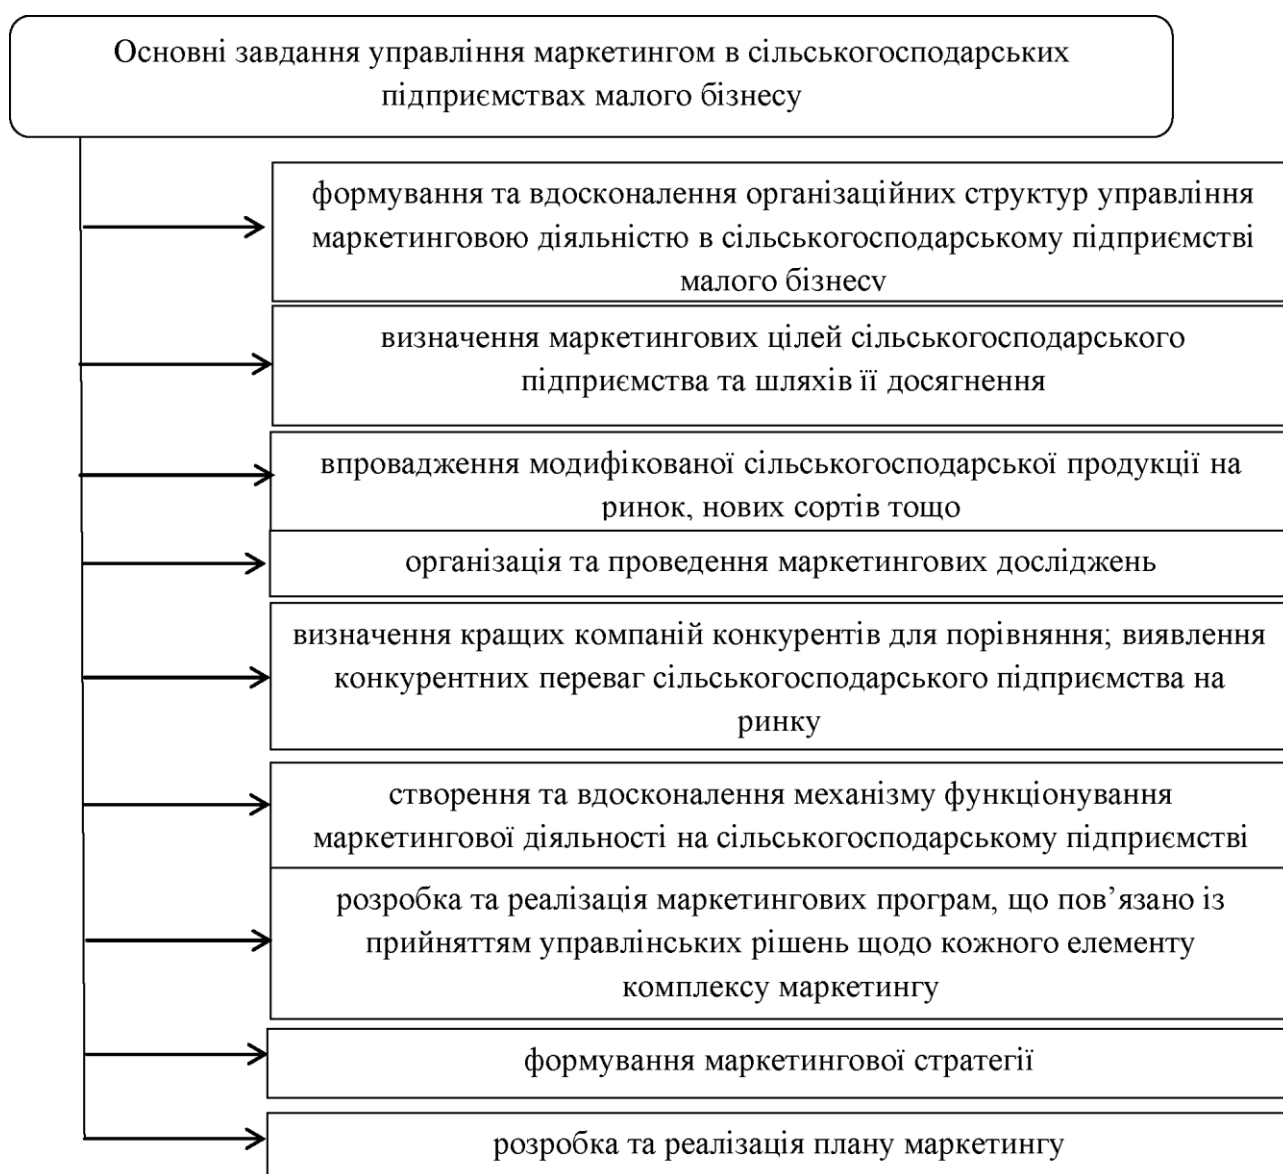 Основні завдання управління маркетингом в сільськогосподарських
підприємствах малого бізнесу
формування та вдосконалення організаційних структур управління
маркетинговою діяльністю в сільськогосподарському підприємстві
малого бізнесу
визначення маркетингових цілей сільськогосподарського
підприємства та шляхів її досягнення
впровадження модифікованої сільськогосподарської продукції на
ринок, нових сортів тощо
організація та проведення маркетингових досліджень
визначення кращих компаній конкурентів для порівняння; виявлення
конкурентних переваг сільськогосподарського підприємства на
ринку
створення та вдосконалення механізму функціонування
маркетингової діяльності на сільськогосподарському підприємстві
розробка та реалізація маркетингових програм, що пов’язано із
прийняттям управлінських рішень щодо кожного елементу
комплексу маркетингу
формування маркетингової стратегії
розробка та реалізація плану маркетингу